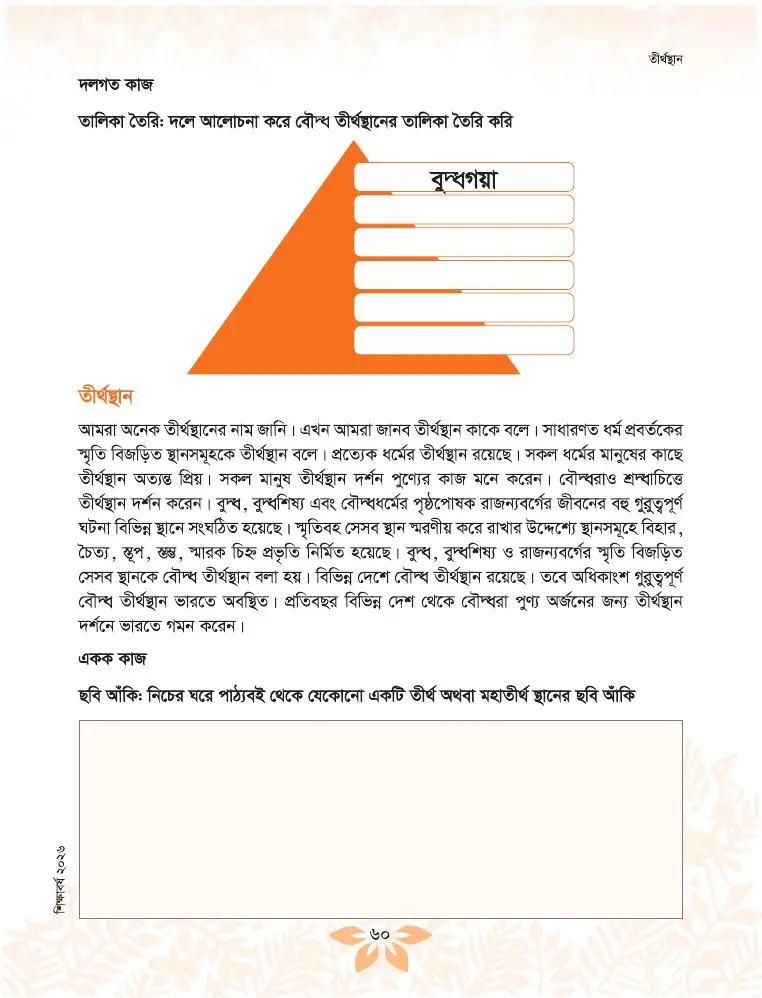 তীর্থস্থান
দলগত কাজ
তালিকা তৈরি: দলে আলোচনা করে বৌদ্ধ তীর্থস্থানের তালিকা তৈরি করি
বুদ্ধগয়া
তীর্থস্থান
আমরা অনেক তীর্থস্থানের নাম জানি। এখন আমরা জানব তীর্থস্থান কাকে বলে। সাধারণত ধর্ম প্রবর্তকের
স্মৃতি বিজড়িত স্থানসমূহকে তীর্থস্থান বলে। প্রত্যেক ধর্মের তীর্থস্থান রয়েছে। সকল ধর্মের মানুষের কাছে
তীর্থস্থান অত্যন্ত প্রিয়। সকল মানুষ তীর্থস্থান দর্শন পুণ্যের কাজ মনে করেন। বৌদ্ধরাও শ্রদ্ধাচিত্তে
তীর্থস্থান দর্শন করেন। বুদ্ধ, বুদ্ধশিষ্য এবং বৌদ্ধধর্মের পৃষ্ঠপোষক রাজন্যবর্গের জীবনের বহু গুরুত্বপূর্ণ
ঘটনা বিভিন্ন স্থানে সংঘঠিত হয়েছে। স্মৃতিবহ সেসব স্থান স্মরণীয় করে রাখার উদ্দেশ্যে স্থানসমূহে বিহার,
চৈত্য, স্তূপ, স্তম্ভ, স্মারক চিহ্ন প্রভৃতি নির্মিত হয়েছে। বুদ্ধ, বুদ্ধশিষ্য ও রাজন্যবর্গের স্মৃতি বিজড়িত
সেসব স্থানকে বৌদ্ধ তীর্থস্থান বলা হয়। বিভিন্ন দেশে বৌদ্ধ তীর্থস্থান রয়েছে। তবে অধিকাংশ গুরুত্বপূর্ণ
বৌদ্ধ তীর্থস্থান ভারতে অবস্থিত। প্রতিবছর বিভিন্ন দেশ থেকে বৌদ্ধরা পুণ্য অর্জনের জন্য তীর্থস্থান
দর্শনে ভারতে গমন করেন।
একক কাজ
ছবি আঁকি: নিচের ঘরে পাঠ্যবই থেকে যেকোনো একটি তীর্থ অথবা মহাতীর্থ স্থানের ছবি আঁকি
শিক্ষাবর্ষ ২০২৬
৬০